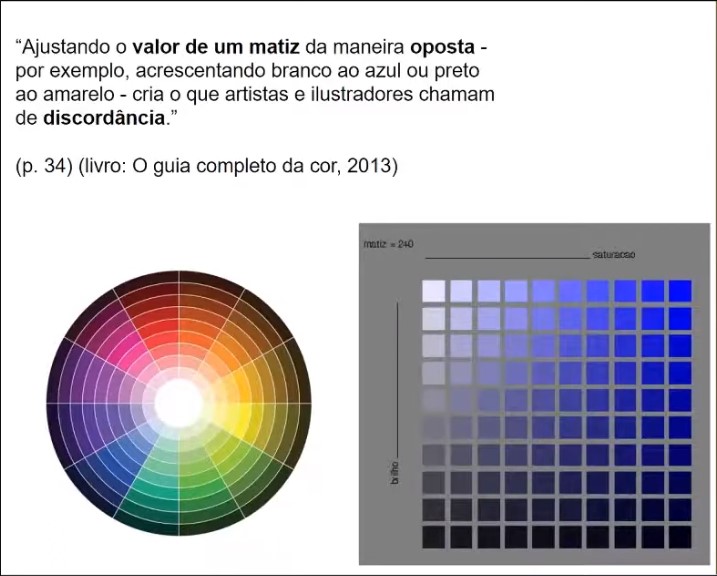 “Ajustando o valor de um matiz da maneira oposta -
por exemplo, acrescentando branco ao azul ou preto
ao amarelo - cria o que artistas e ilustradores chamam
de discordância.”
(p. 34) (livro: O guia completo da cor, 2013)
matiz = 240
saturacao
brilho